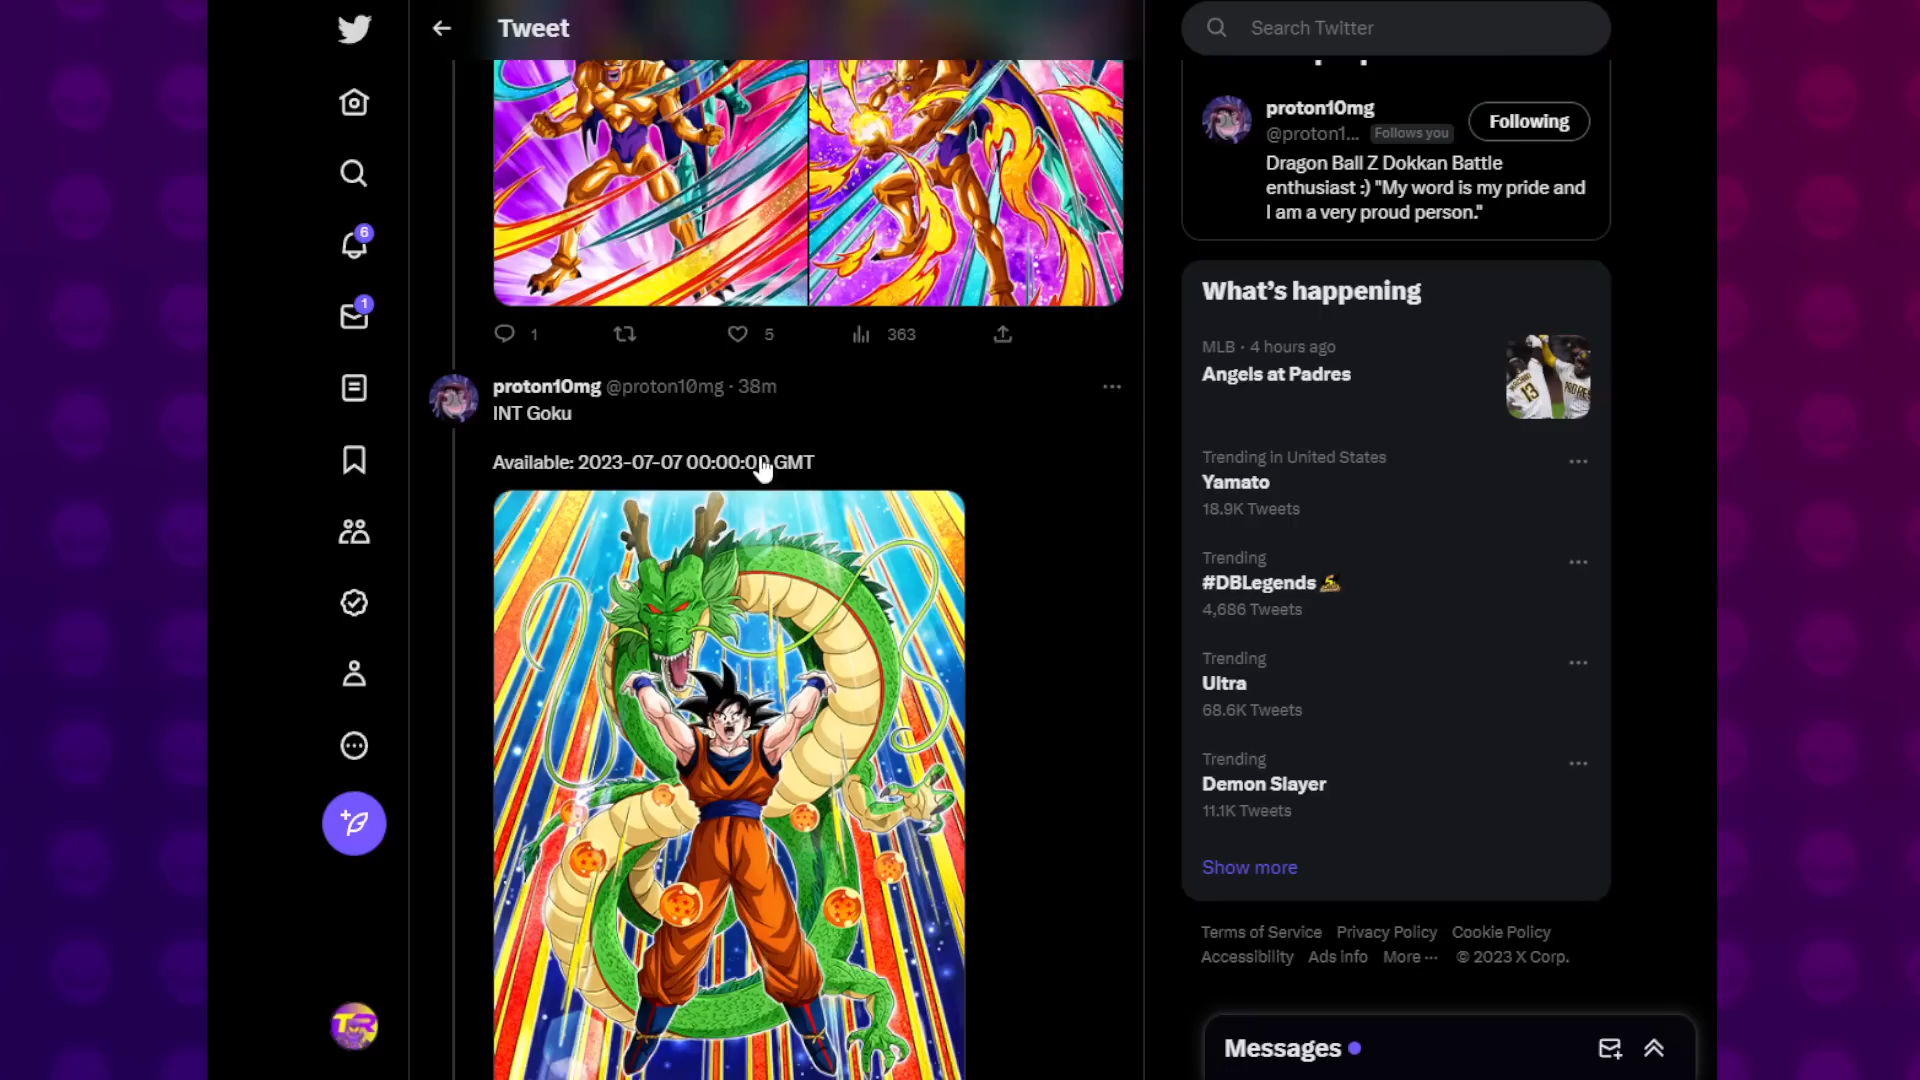 Tweet
1
5
363
proton10mg @proton10mg · 38m
INT Goku
Available: 2023-07-07 00:00:00 GMT
6
1
Search Twitter
proton10mg
@proton1... Follows you
Following
Dragon Ball Z Dokkan Battle
enthusiast :) "My word is my pride and
I am a very proud person."
What's happening
MLB · 4 hours ago
Angels at Padres
Trending in United States
Yamato
18.9K Tweets
Trending
#DBLegends
4,686 Tweets
Trending
Ultra
68.6K Tweets
Trending
Demon Slayer
11.1K Tweets
Show more
Terms of Service Privacy Policy Cookie Policy
Accessibility Ads info More ··· © 2023 X Corp.
Messages